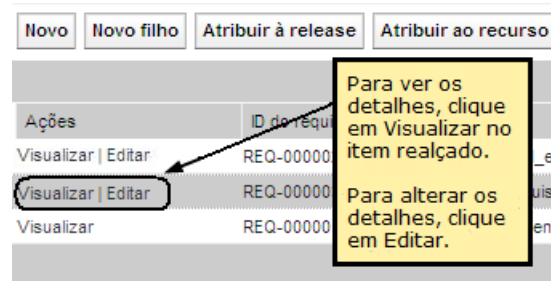 Novo Novo filho Atribuir à release Atribuir ao recurso
Para ver os
detalhes, clique
em Visualizar no
item realçado.
Para alterar os
detalhes, clique
em Editar.
Ações ID do requi
Visualizar | Editar REQ-00000
Visualizar | Editar REQ-00000
Visualizar REQ-00000